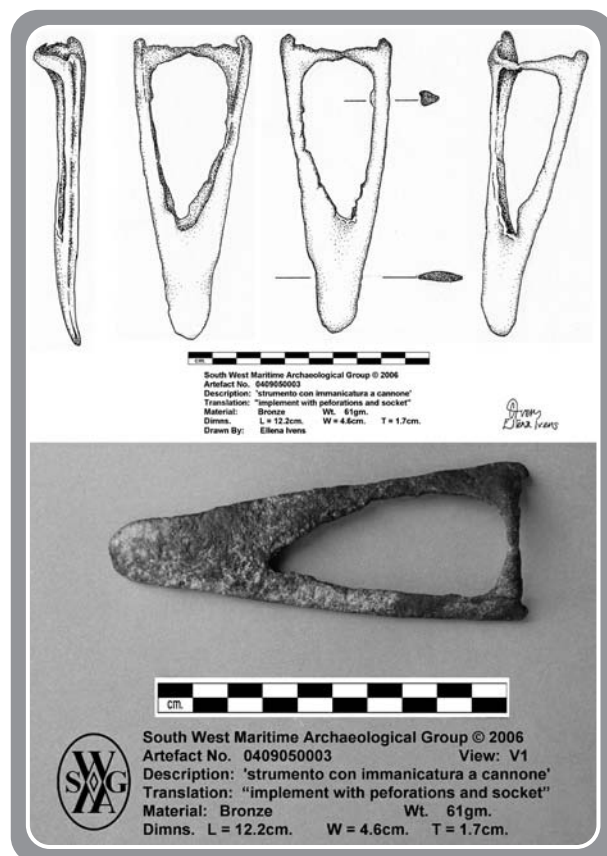 cm.
South West Maritime Archaeological Group © 2006
Artefact No. 0409050003
Description: 'strumento con immanicatura a cannone'
Translation: "implement with peforations and socket"
Material: Bronze Wt. 61gm.
Dimns. L = 12.2cm. W = 4.6cm. T = 1.7cm.
Drawn By: Ellena Ivens
Ellena Ivens
cm.
South West Maritime Archaeological Group © 2006
Artefact No. 0409050003 View: V1
Description: 'strumento con immanicatura a cannone'
Translation: "implement with peforations and socket"
Material: Bronze Wt. 61gm.
Dimns. L = 12.2cm. W = 4.6cm. T = 1.7cm.